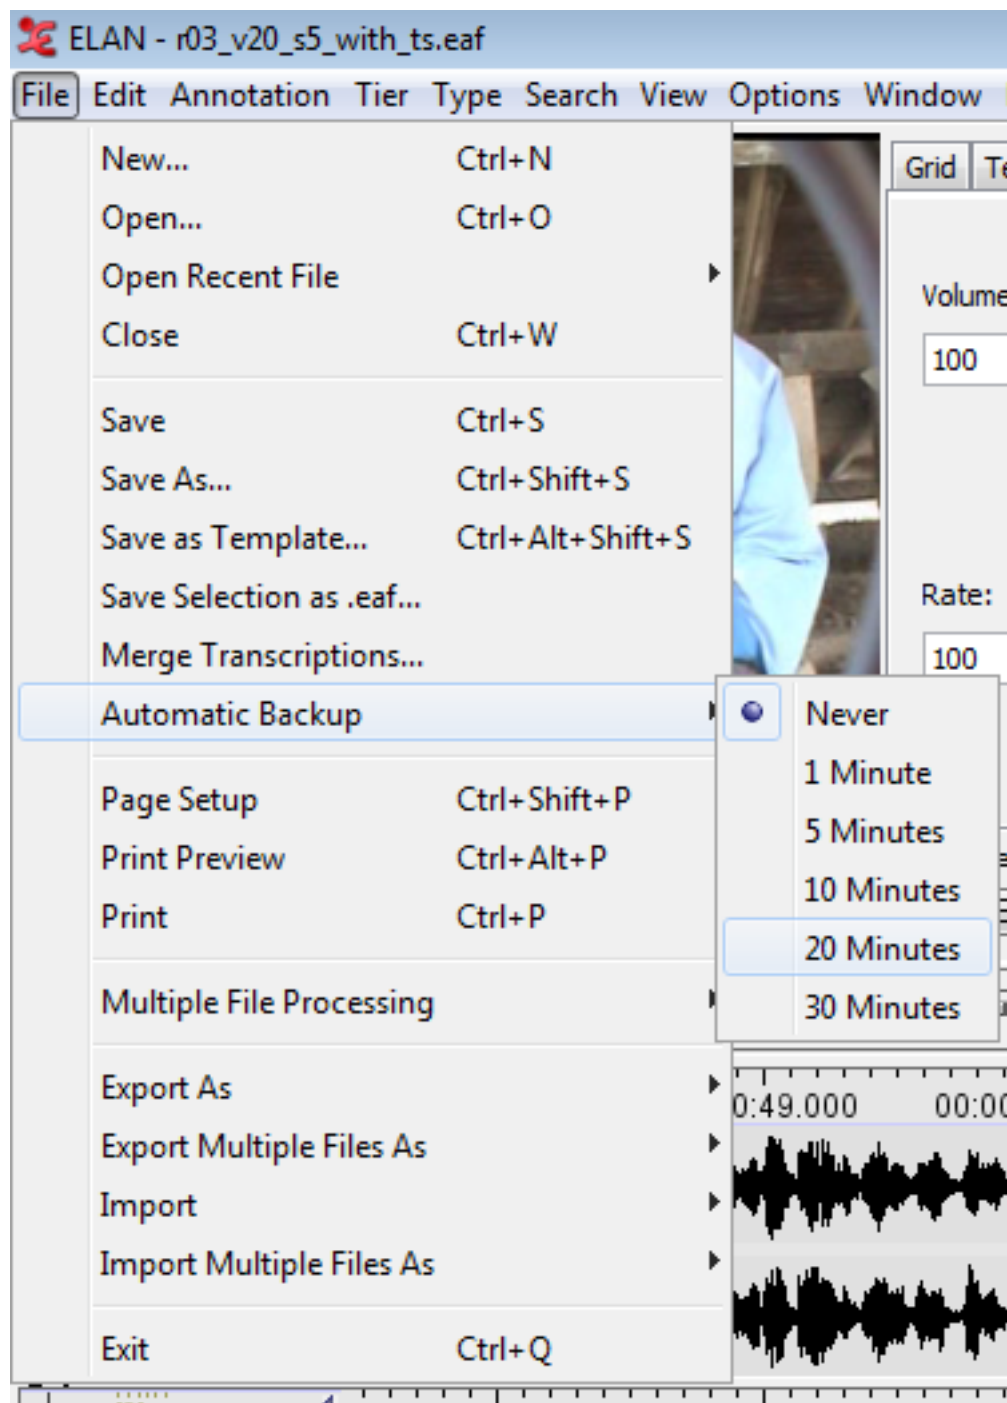 ELAN - r03_v20_s5_with_ts.eaf
File Edit Annotation Tier Type Search View Options Window
New... Ctrl+N
Open... Ctrl+O
Open Recent File
Close Ctrl+W
Save Ctrl+S
Save As... Ctrl+Shift+S
Save as Template... Ctrl+Alt+Shift+S
Save Selection as .eaf...
Merge Transcriptions...
Automatic Backup
Page Setup Ctrl+Shift+P
Print Preview Ctrl+Alt+P
Print Ctrl+P
Multiple File Processing
Export As
Export Multiple Files As
Import
Import Multiple Files As
Exit Ctrl+Q
Never
1 Minute
5 Minutes
10 Minutes
20 Minutes
30 Minutes
Grid Te
Volume
100
Rate:
100
0:49.000 00:00